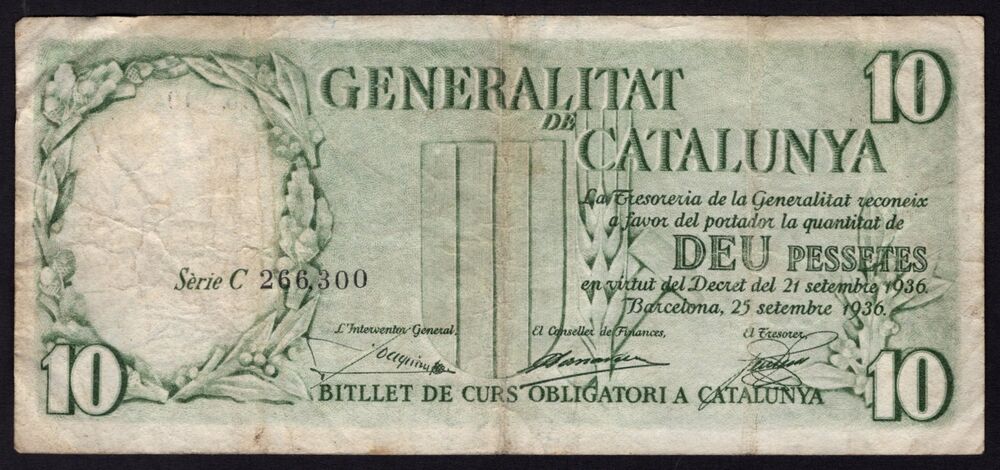 10
GENERALITAT
DE
CATALUNYA
La Tresoreria de la Generalitat reconeix
a favor del portador la quantitat de
DEU PESSETES
en virtut del Decret del 21 setembre 1936.
Barcelona, 25 setembre 1936.
Sèrie C 266,300
L'Interventor General,
El Conseller de Finances,
El Tresorer,
10
BITLLET DE CURS OBLIGATORI A CATALUNYA
10